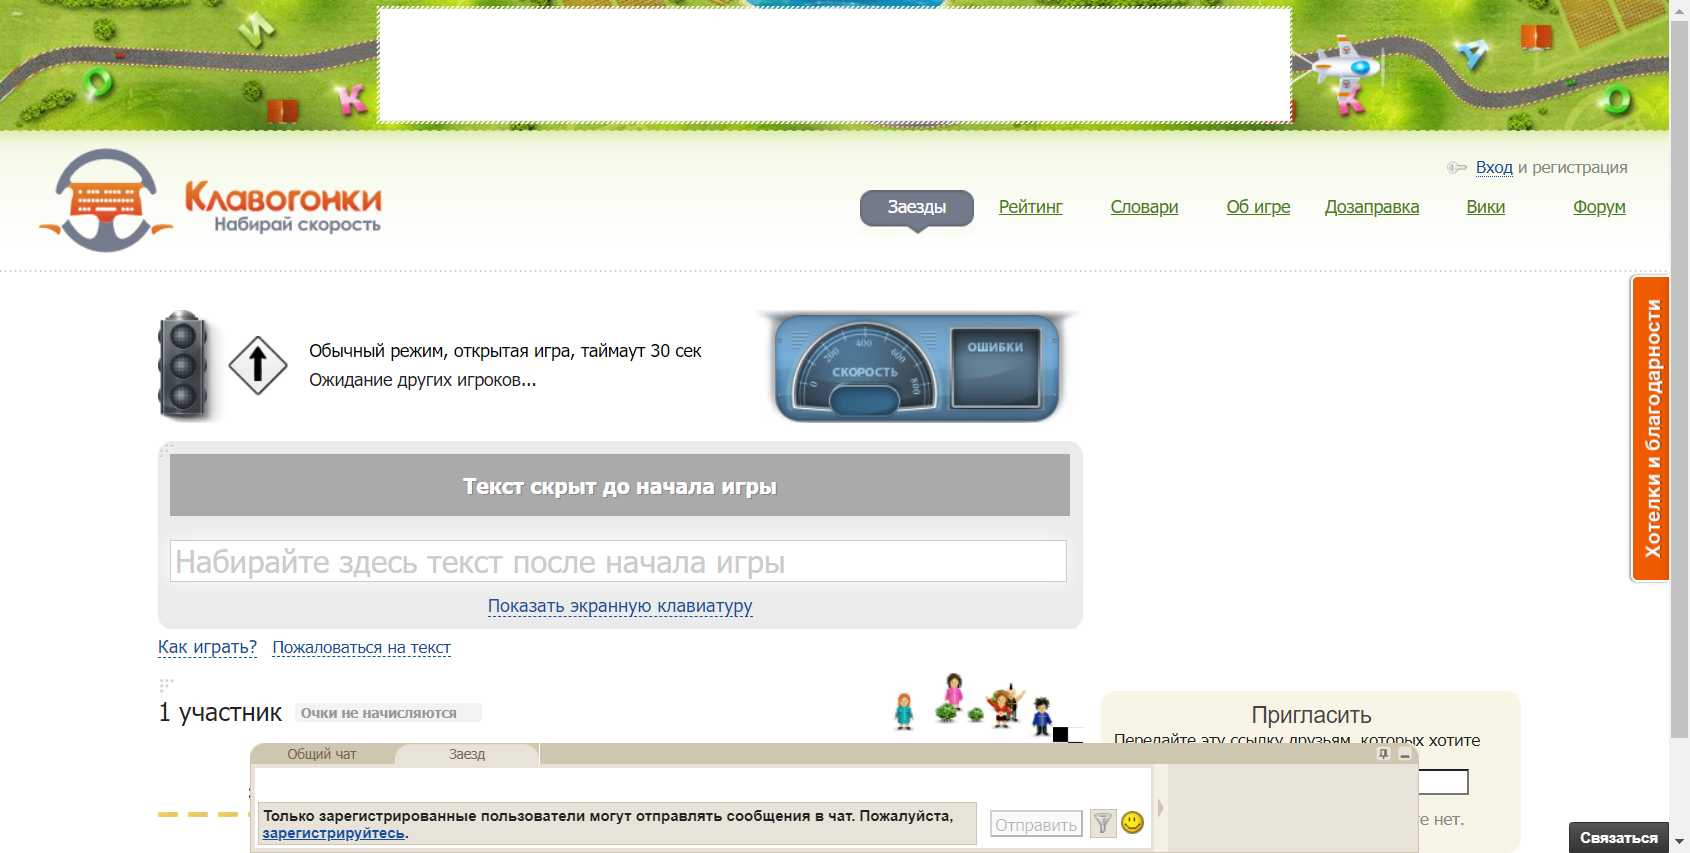 Клавогонки
Набирай скорость
Вход и регистрация
Заезды
Рейтинг
Словари
Об игре
Дозаправка
Вики
Форум
Обычный режим, открытая игра, таймаут 30 сек
Ожидание других игроков...
0
200
400
600
800
СКОРОСТЬ
ОШИБКИ
Хотелки и благодарности
Текст скрыт до начала игры
Набирайте здесь текст после начала игры
Показать экранную клавиатуру
Как играть?
Пожаловаться на текст
1 участник
Очки не начисляются
Пригласить
Передайте эту ссылку друзьям, которых хотите
Общий чат
Заезд
Только зарегистрированные пользователи могут отправлять сообщения в чат. Пожалуйста,
зарегистрируйтесь.
Отправить
нет.
Связаться